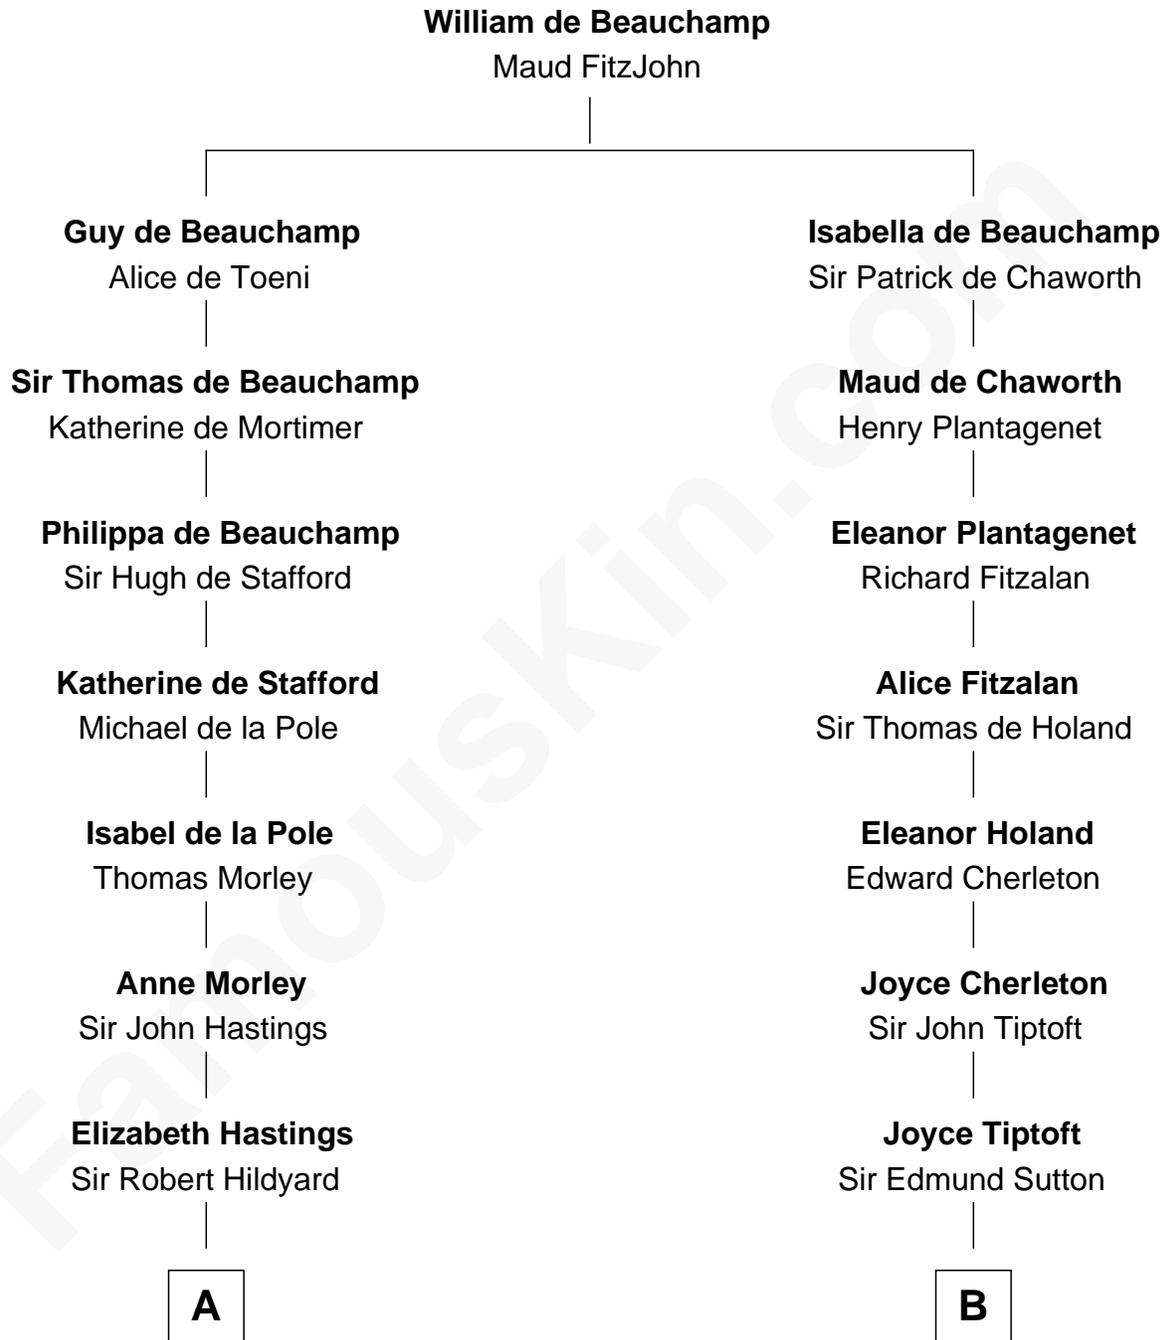 William de Beauchamp
Maud FitzJohn
Guy de Beauchamp
Alice de Toeni
Isabella de Beauchamp
Sir Patrick de Chaworth
Sir Thomas de Beauchamp
Katherine de Mortimer
Maud de Chaworth
Henry Plantagenet
Philippa de Beauchamp
Sir Hugh de Stafford
Eleanor Plantagenet
Richard Fitzalan
Katherine de Stafford
Michael de la Pole
Alice Fitzalan
Sir Thomas de Holand
Isabel de la Pole
Thomas Morley
Eleanor Holand
Edward Cherleton
Anne Morley
Sir John Hastings
Joyce Cherleton
Sir John Tiptoft
Elizabeth Hastings
Sir Robert Hildyard
Joyce Tiptoft
Sir Edmund Sutton
A
B
FamousKin.com